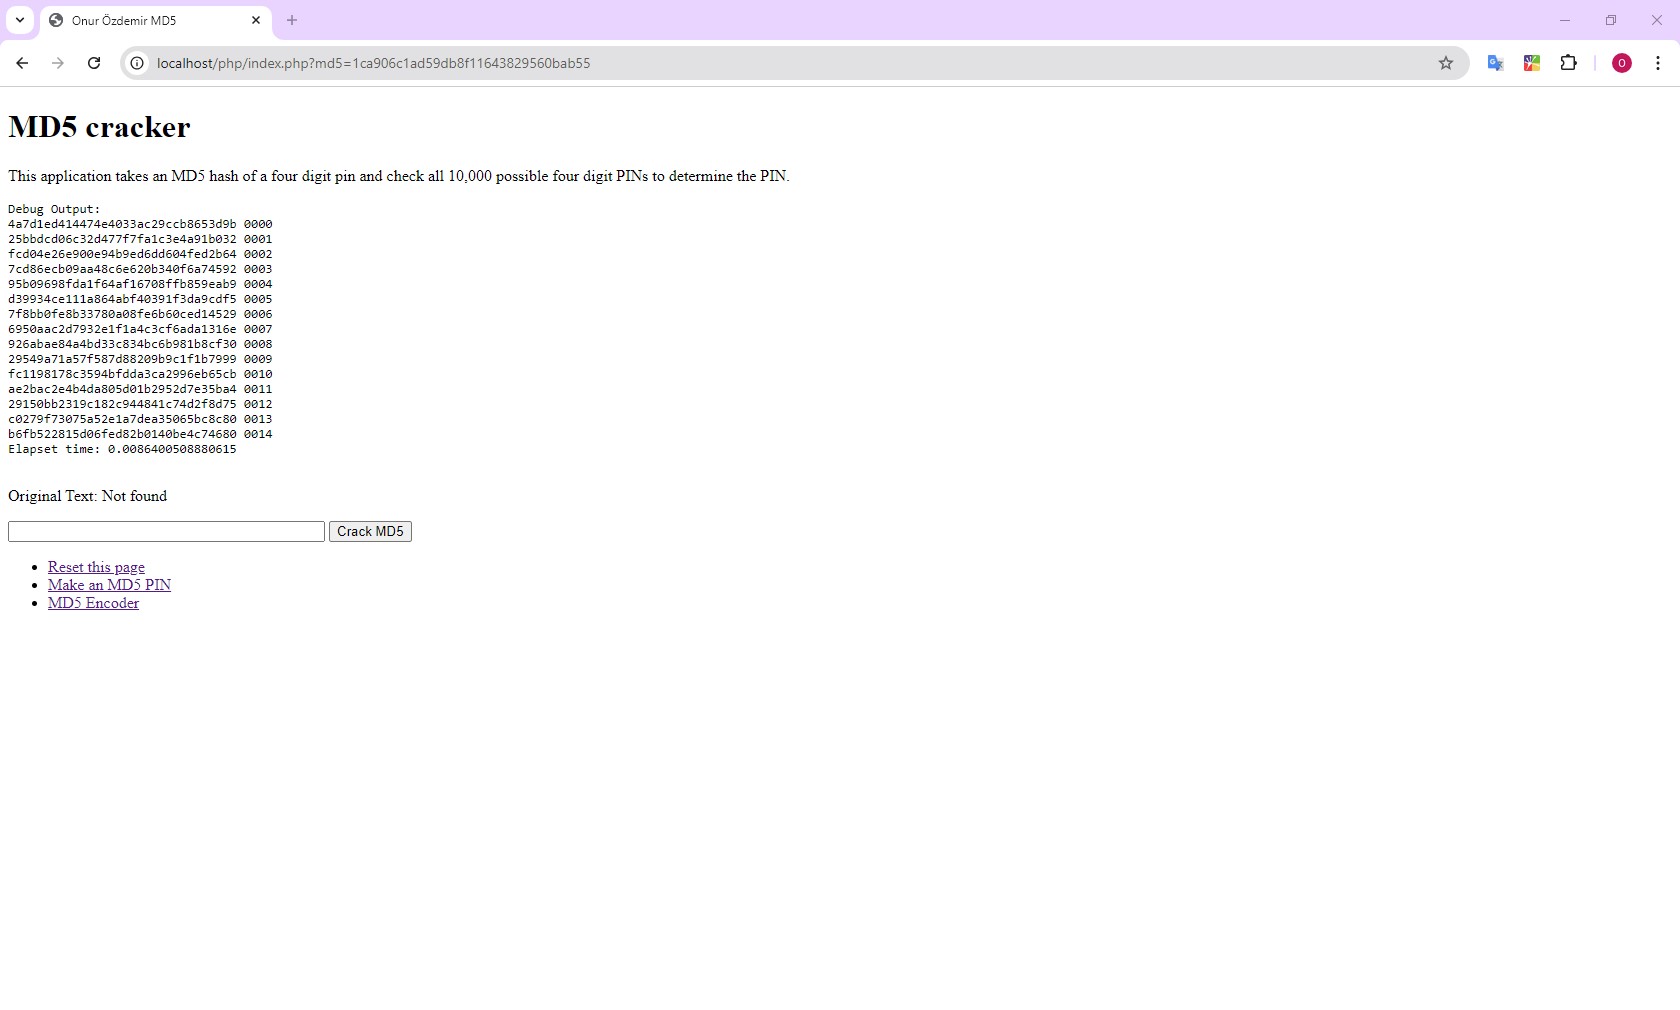 Onur Özdemir MD5
localhost/php/index.php?md5=1ca906c1ad59db8f11643829560bab55
O
MD5 cracker
This application takes an MD5 hash of a four digit pin and check all 10,000 possible four digit PINs to determine the PIN.
Debug Output:
4a7d1ed414474e4033ac29ccb8653d9b 0000
25bbdcd06c32d477f7fa1c3e4a91b032 0001
fcd04e26e900e94b9ed6dd604fed2b64 0002
7cd86ecb09aa48c6e620b340f6a74592 0003
95b09698fda1f64af16708ffb859eab9 0004
d39934ce111a864abf40391f3da9cdf5 0005
7f8bb0fe8b33780a08fe6b60ced14529 0006
6950aac2d7932e1f1a4c3cf6ada1316e 0007
926abae84a4bd33c834bc6b981b8cf30 0008
29549a71a57f587d88209b9c1f1b7999 0009
fc1198178c3594bfdda3ca2996eb65cb 0010
ae2bac2e4b4da805d01b2952d7e35ba4 0011
29150bb2319c182c944841c74d2f8d75 0012
c0279f73075a52e1a7dea35065bc8c80 0013
b6fb522815d06fed82b0140be4c74680 0014
Elapset time: 0.0086400508880615
Original Text: Not found
Crack MD5
Reset this page
Make an MD5 PIN
MD5 Encoder